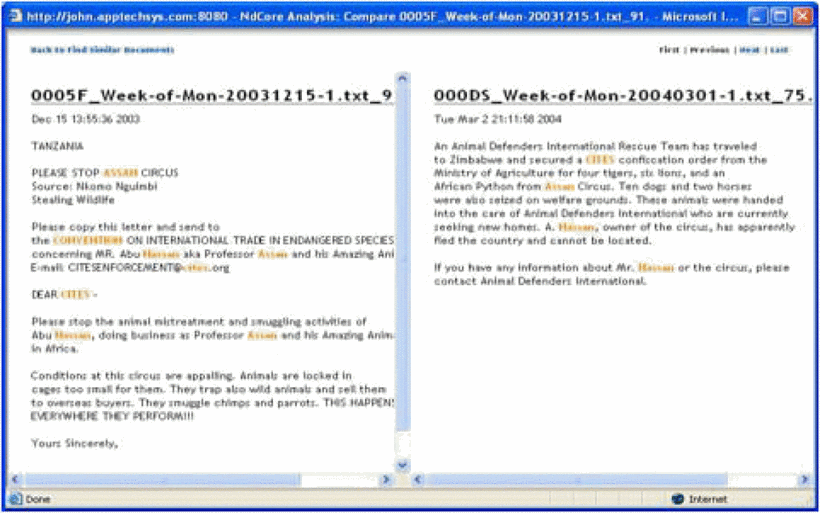 http://john.apptechsys.com:8080 - NdCore Analysis: Compare 0005F_Week-of-Mon-20031215-1.txt_91. - Microsoft I...
Back to Find Similar Documents
First | Previous | Next | Last
0005F_Week-of-Mon-20031215-1.txt_9
Dec 15 13:55:36 2003
TANZANIA
PLEASE STOP ASSAN CIRCUS
Source: Nkomo Nguimbi
Stealing Wildlife
Please copy this letter and send to
the CONVENTION ON INTERNATIONAL TRADE IN ENDANGERED SPECIES
concerning MR. Abu Hassan aka Professor Assan and his Amazing Ani
E-mail: CITESENFORCEMENT@cites.org
DEAR CITES -
Please stop the animal mistreatment and smuggling activities of
Abu Hassan, doing business as Professor Assan and his Amazing Anim
in Africa.
Conditions at this circus are appalling. Animals are locked in
cages too small for them. They trap also wild animals and sell them
to overseas buyers. They smuggle chimps and parrots. THIS HAPPENS
EVERYWHERE THEY PERFORM!!!
Yours Sincerely,
000DS_Week-of-Mon-20040301-1.txt_75.
Tue Mar 2 21:11:58 2004
An Animal Defenders International Rescue Team has traveled
to Zimbabwe and secured a CITES confiscation order from the
Ministry of Agriculture for four tigers, six lions, and an
African Python from Assan Circus. Ten dogs and two horses
were also seized on welfare grounds. These animals were handed
into the care of Animal Defenders International who are currently
seeking new homes. A. Hassan, owner of the circus, has apparently
fled the country and cannot be located.
If you have any information about Mr. Hassan or the circus, please
contact Animal Defenders International.
Done
Internet